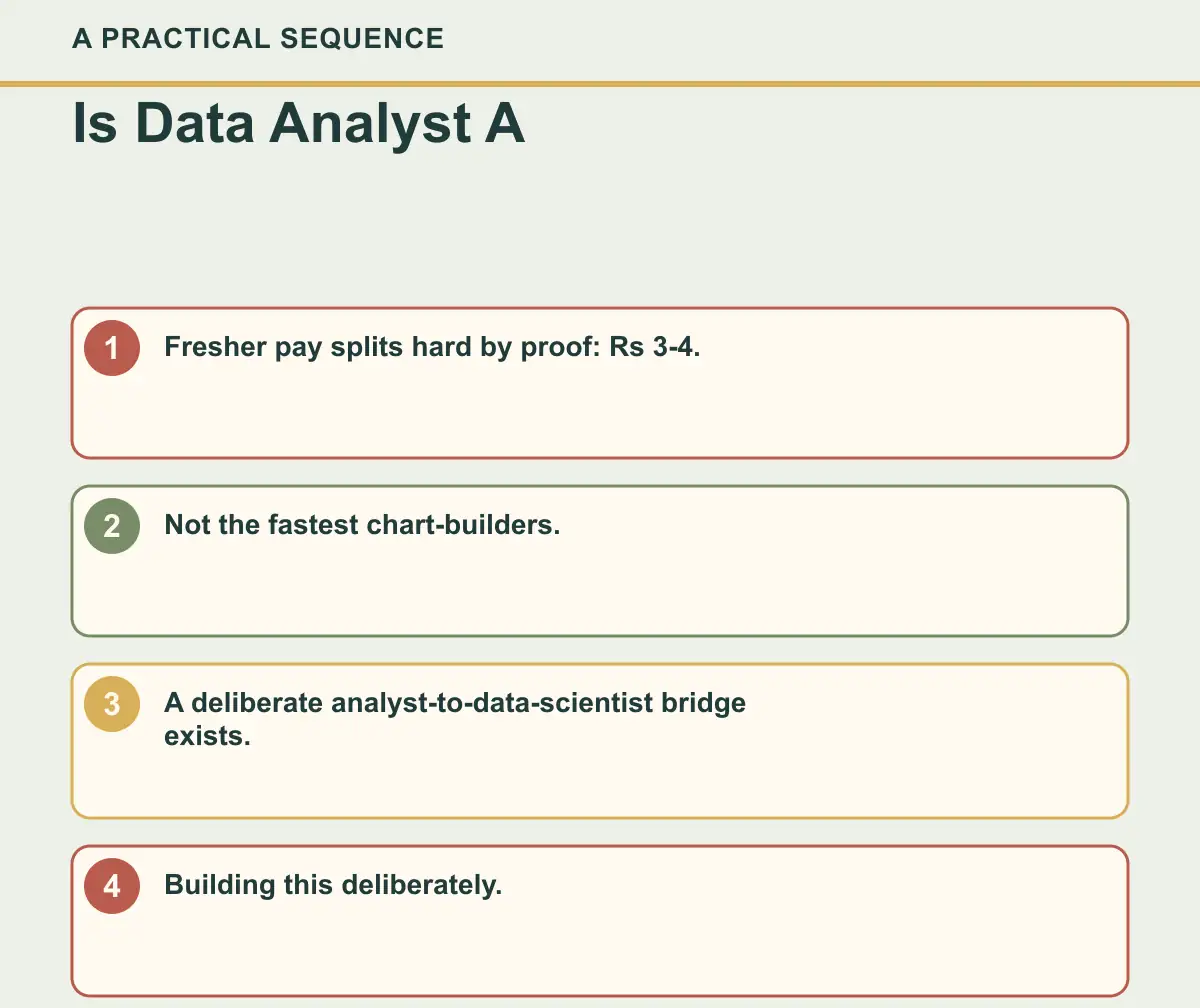 A PRACTICAL SEQUENCE
Is Data Analyst A
1
Fresher pay splits hard by proof: Rs 3-4.
2
Not the fastest chart-builders.
3
A deliberate analyst-to-data-scientist bridge
exists.
4
Building this deliberately.